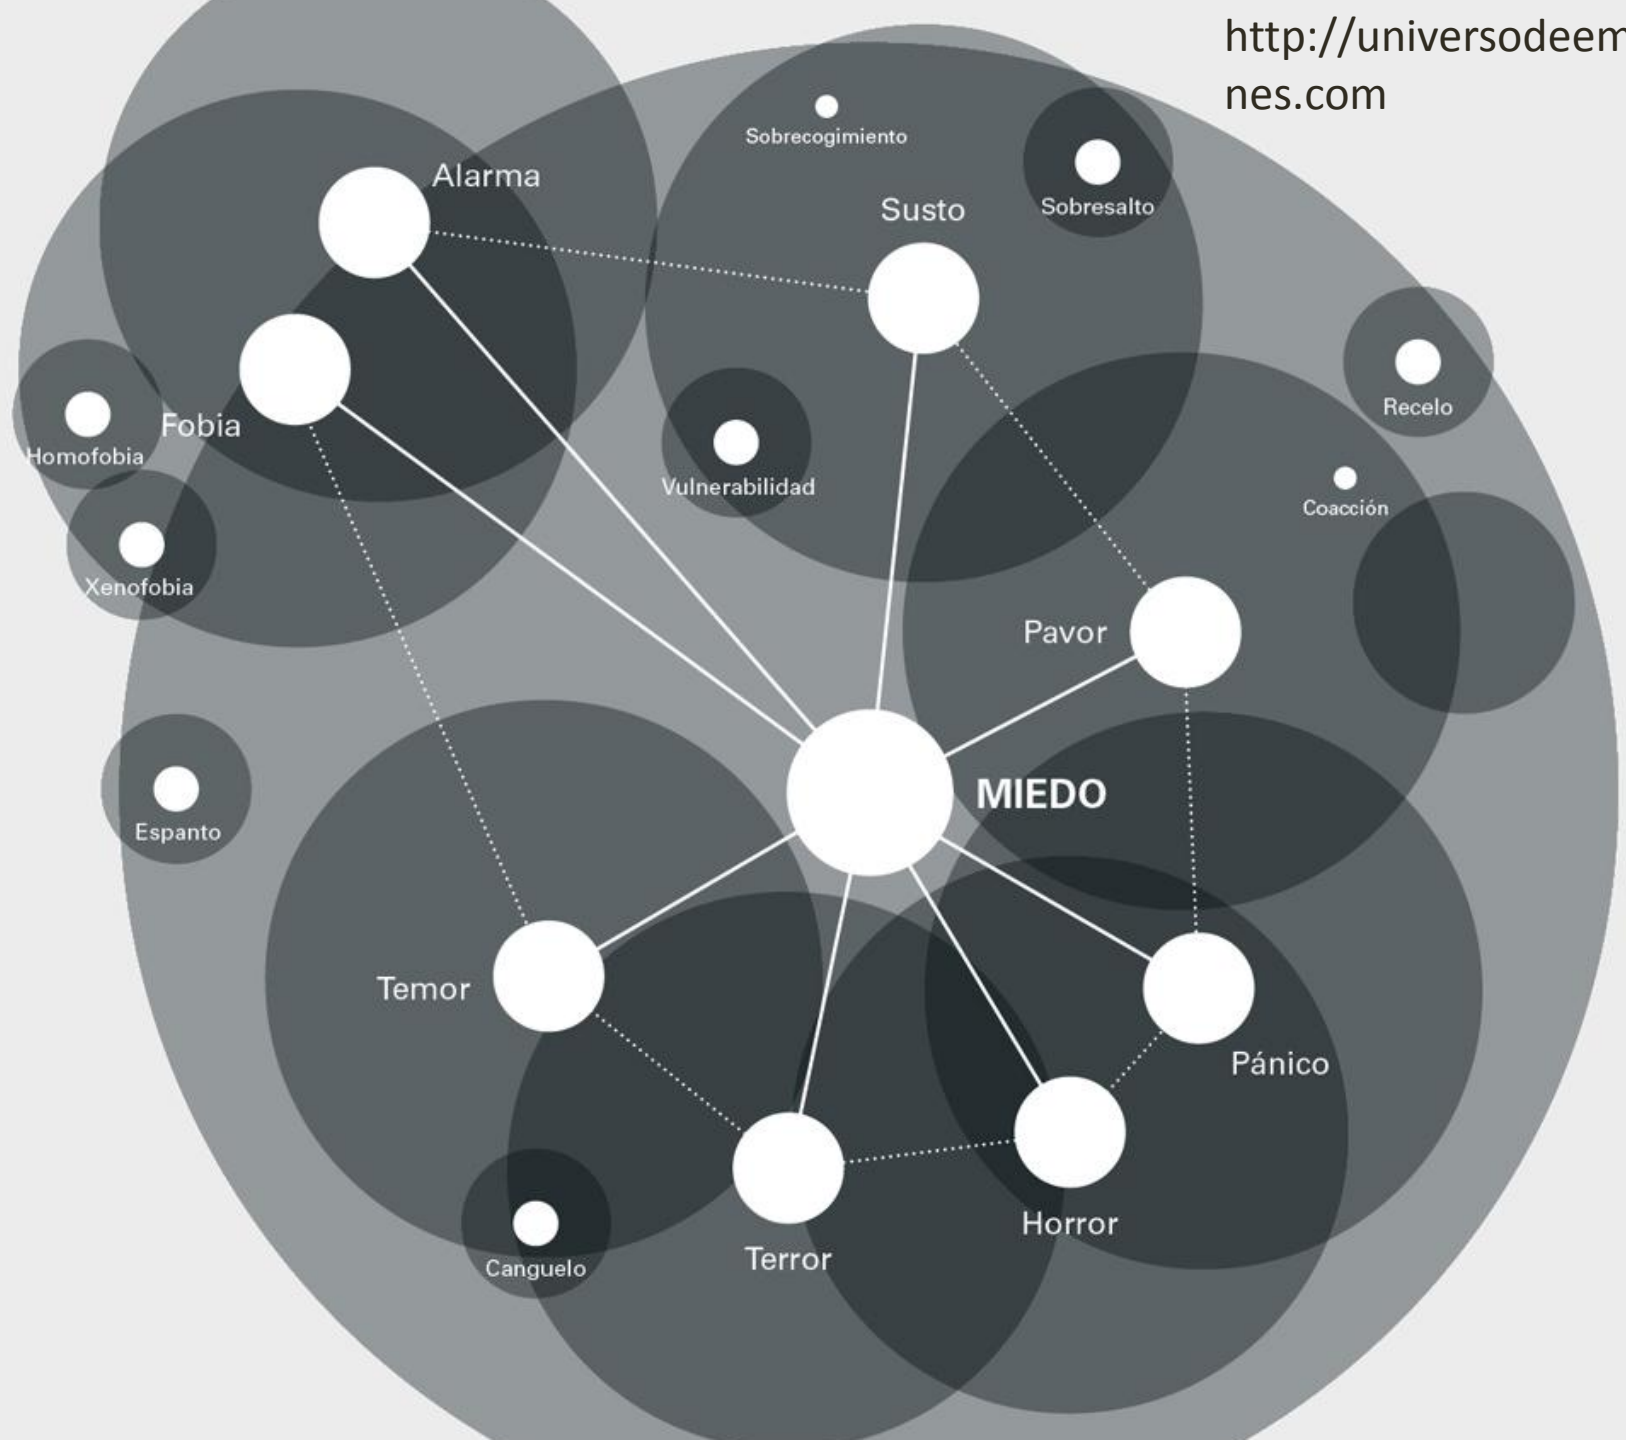 http://universodeem
nes.com
Sobrecogimiento
Alarma
Sobresalto
Susto
Recelo
Fobia
Homofobia
Vulnerabilidad
Coacción
Xenofobia
Pavor
MIEDO
Espanto
Temor
Pánico
Horror
Terror
Canguelo